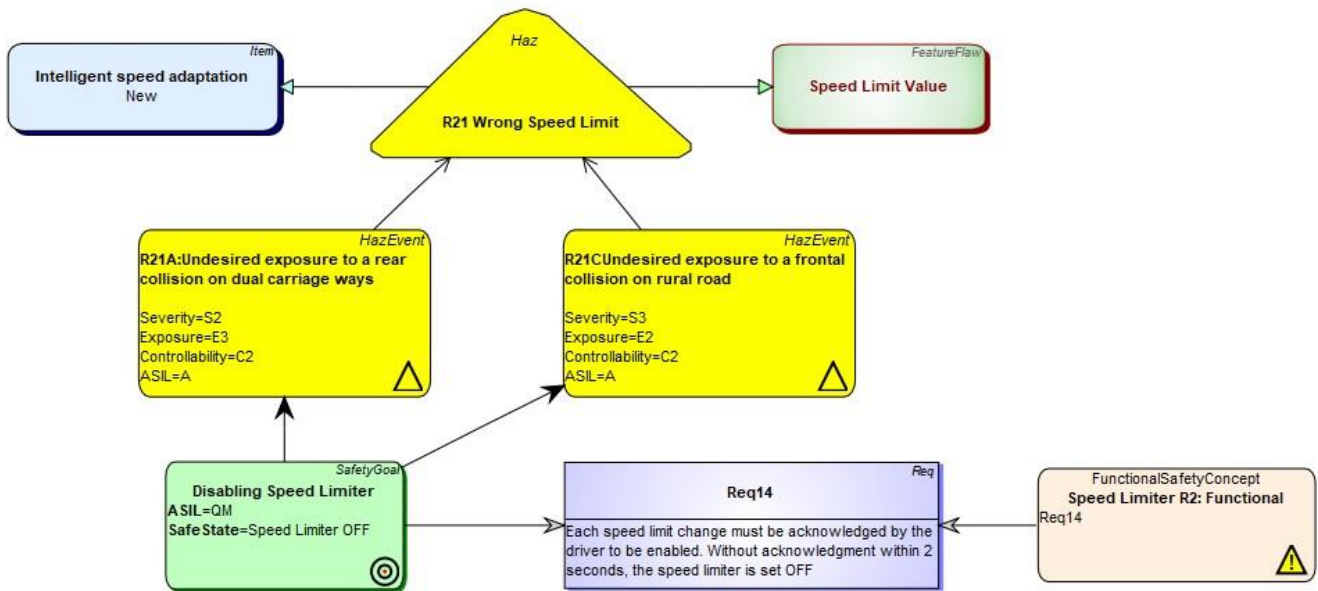 Item
Intelligent speed adaptation
New
Haz
R21 Wrong Speed Limit
FeatureFlaw
Speed Limit Value
HazEvent
R21A:Undesired exposure to a rear
collision on dual carriage ways
Severity=S2
Exposure=E3
Controllability=C2
ASIL=A
HazEvent
R21CUndesired exposure to a frontal
collision on rural road
Severity=S3
Exposure=E2
Controllability=C2
ASIL=A
SafetyGoal
Disabling Speed Limiter
ASIL=QM
SafeState=Speed Limiter OFF
Req
Req14
Each speed limit change must be acknowledged by the
driver to be enabled. Without acknowledgment within 2
seconds, the speed limiter is set OFF
FunctionalSafetyConcept
Speed Limiter R2: Functional
Req14